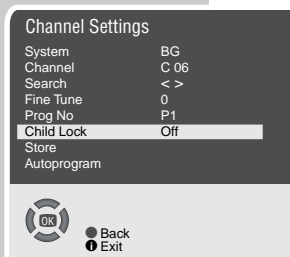 Channel Settings
System BG
Channel C 06
Search < >
Fine Tune 0
Prog No P1
Child Lock Off
Store
Autoprogram
OK
Back
i Exit